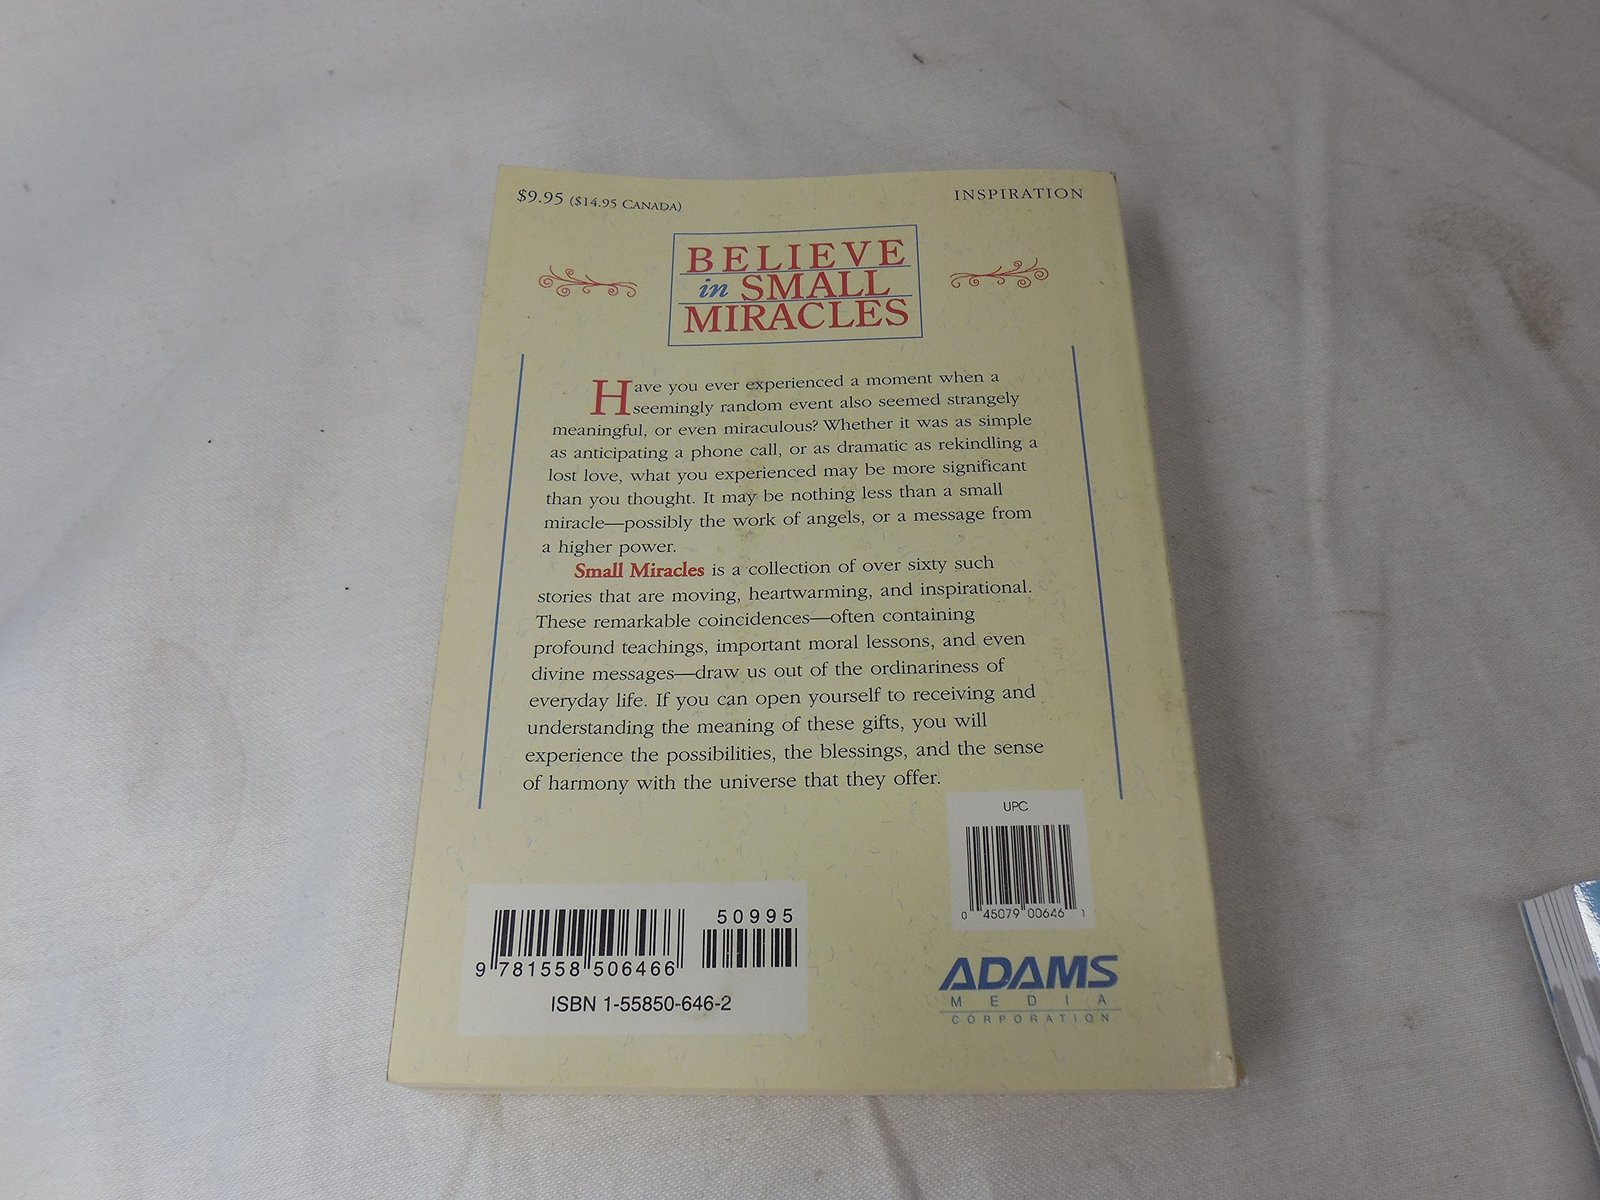 $9.95 ($14.95 CANADA)
INSPIRATION
BELIEVE
in SMALL
MIRACLES
Have you ever experienced a moment when a
seemingly random event also seemed strangely
meaningful, or even miraculous? Whether it was as simple
as anticipating a phone call, or as dramatic as rekindling a
lost love, what you experienced may be more significant
than you thought. It may be nothing less than a small
miracle—possibly the work of angels, or a message from
a higher power.
Small Miracles is a collection of over sixty such
stories that are moving, heartwarming, and inspirational.
These remarkable coincidences—often containing
profound teachings, important moral lessons, and even
divine messages—draw us out of the ordinariness of
everyday life. If you can open yourself to receiving and
understanding the meaning of these gifts, you will
experience the possibilities, the blessings, and the sense
of harmony with the universe that they offer.
UPC
0 45079 00646 1
50995
9 781558 506466
ISBN 1-55850-646-2
ADAMS
MEDIA
CORPORATION